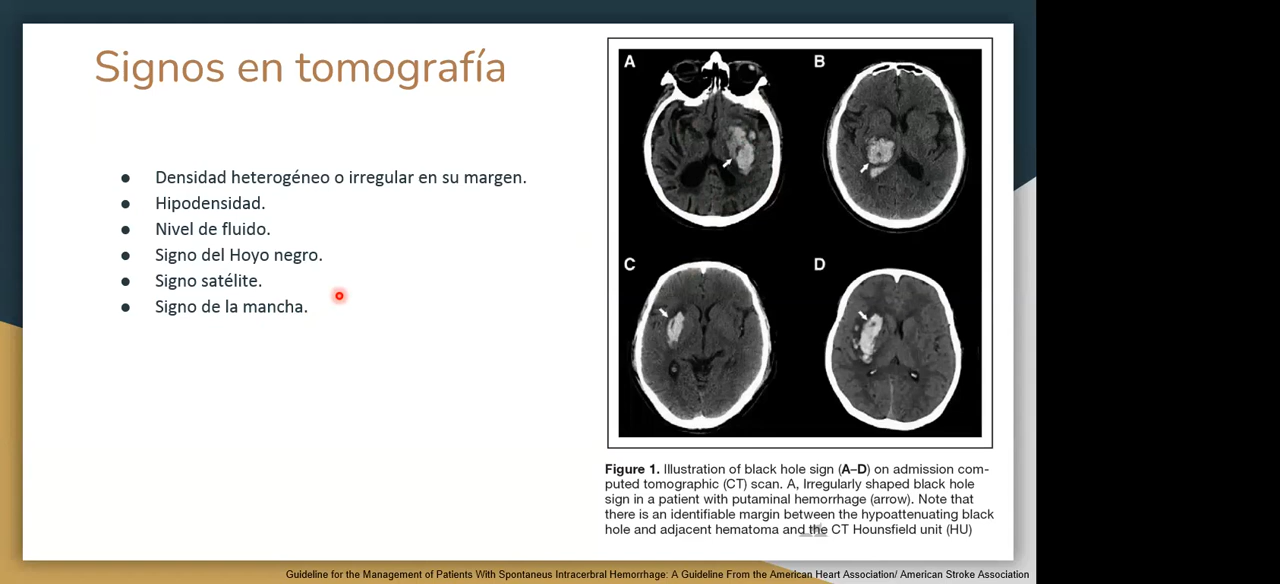 Signos en tomografía
● Densidad heterogéneo o irregular en su margen.
● Hipodensidad.
● Nivel de fluido.
● Signo del Hoyo negro.
● Signo satélite.
● Signo de la mancha.
A
B
C
D
Figure 1. Illustration of black hole sign (A–D) on admission com-
puted tomographic (CT) scan. A, Irregularly shaped black hole
sign in a patient with putaminal hemorrhage (arrow). Note that
there is an identifiable margin between the hypoattenuating black
hole and adjacent hematoma and the CT Hounsfield unit (HU)
Guideline for the Management of Patients With Spontaneus Intracerbral Hemorrhage: A Guideline From the American Heart Association/ American Stroke Association